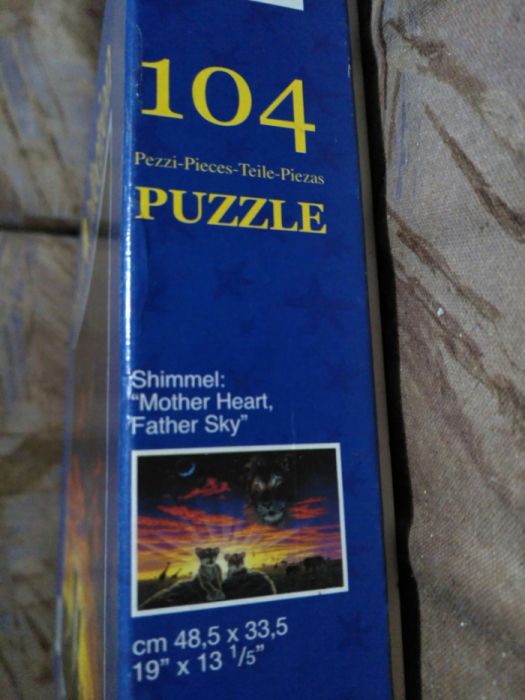 104
Pezzi-Pieces-Teile-Piezas
PUZZLE
Shimmel:
"Mother Heart,
Father Sky"
cm 48,5 x 33,5
19" x 13 1/5"